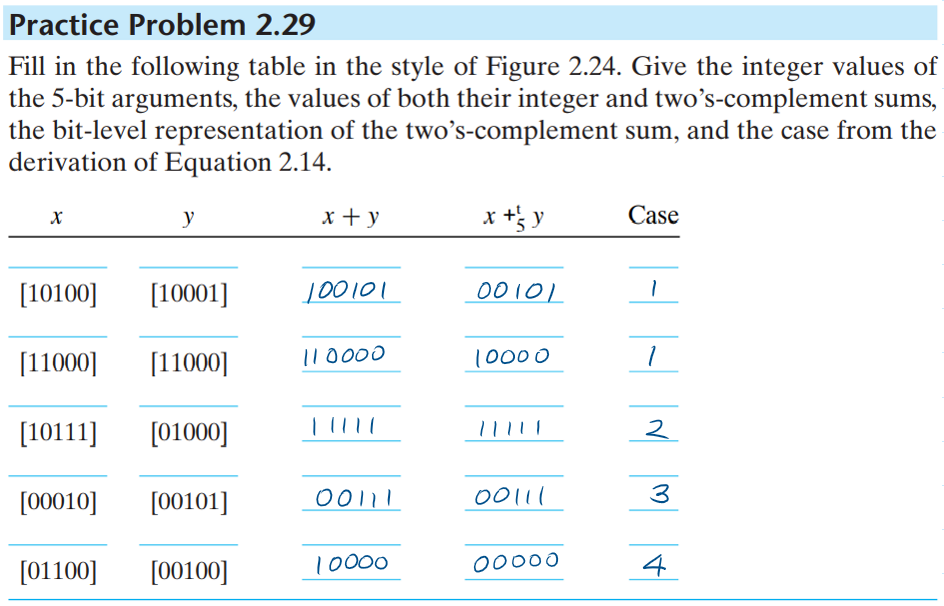 Practice Problem 2.29
Fill in the following table in the style of Figure 2.24. Give the integer values of
the 5-bit arguments, the values of both their integer and two’s-complement sums,
the bit-level representation of the two’s-complement sum, and the case from the
derivation of Equation 2.14.
x y x + y x +ᵗ₅ y Case
[10100] [10001] 100101 00101 1
[11000] [11000] 110000 10000 1
[10111] [01000] 11111 11111 2
[00010] [00101] 00111 00111 3
[01100] [00100] 10000 00000 4